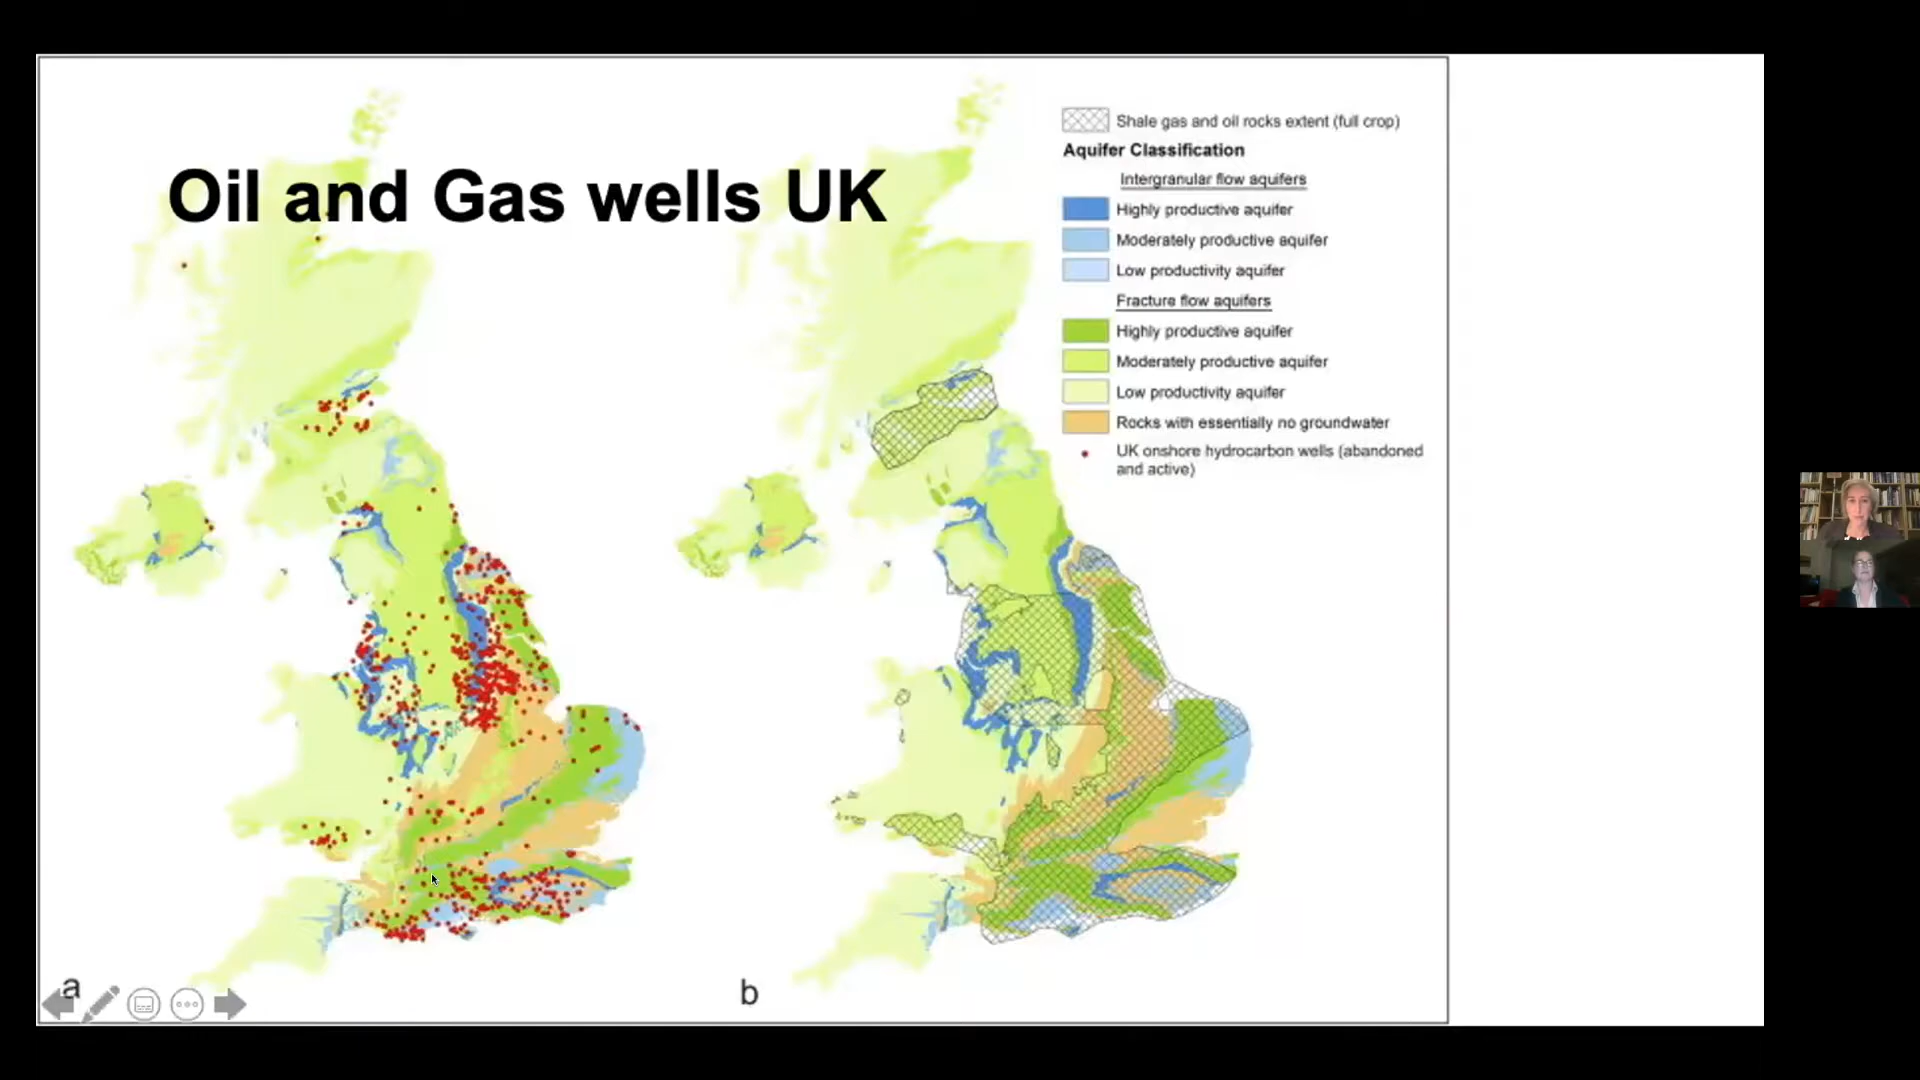 Oil and Gas wells UK
Shale gas and oil rocks extent (full crop)
Aquifer Classification
Intergranular flow aquifers
Highly productive aquifer
Moderately productive aquifer
Low productivity aquifer
Fracture flow aquifers
Highly productive aquifer
Moderately productive aquifer
Low productivity aquifer
Rocks with essentially no groundwater
UK onshore hydrocarbon wells (abandoned
and active)
a
b